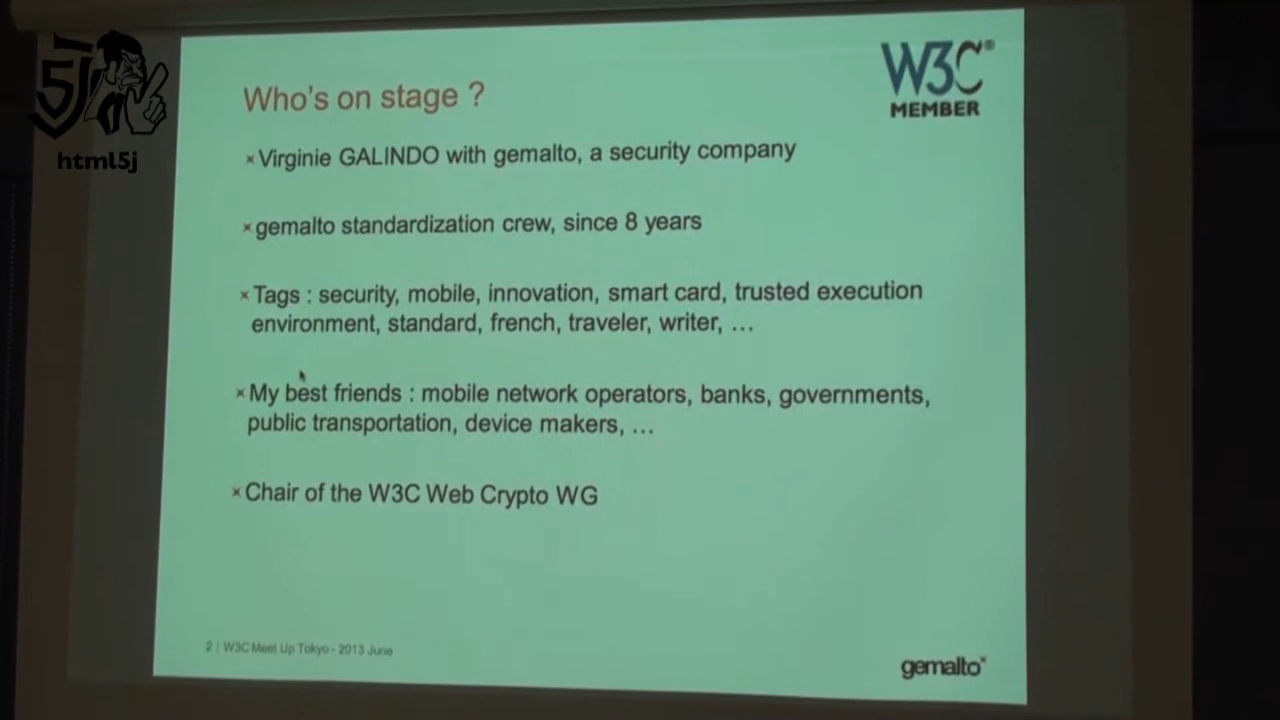 5J
html5j
W3C®
MEMBER
Who's on stage ?
×Virginie GALINDO with gemalto, a security company
×gemalto standardization crew, since 8 years
×Tags : security, mobile, innovation, smart card, trusted execution
environment, standard, french, traveler, writer, …
×My best friends : mobile network operators, banks, governments,
public transportation, device makers, …
×Chair of the W3C Web Crypto WG
2 | W3C Meet Up Tokyo - 2013 June
gemalto×